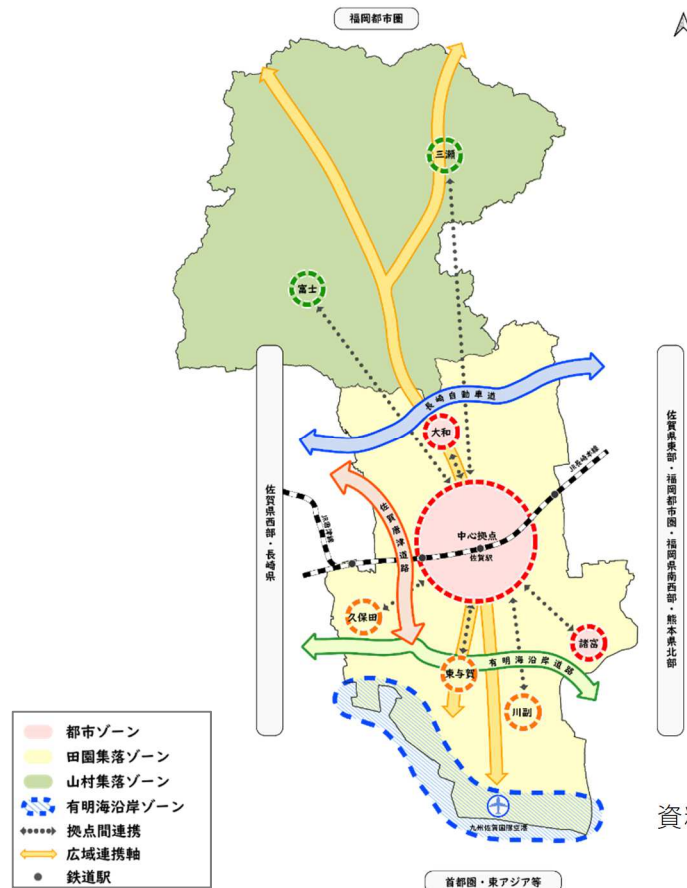 福岡都市圏
三瀬
富士
長崎自動車道
大和
JR長崎本線
佐賀県西部・長崎県
佐賀県東部・福岡都市圏・福岡県南西部・熊本県北部
JR唐津線
佐賀唐津道路
中心拠点
佐賀駅
久保田
諸富
東与賀
有明海沿岸道路
川副
九州佐賀国際空港
都市ゾーン
田園集落ゾーン
山村集落ゾーン
有明海沿岸ゾーン
拠点間連携
広域連携軸
鉄道駅
資料
首都圏・東アジア等